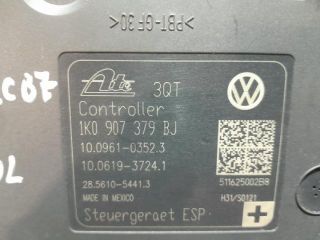 >PBT-GF30<
Ate
3QT
Controller
1K0 907 379 BJ
10.0961-0352.3
10.0619-3724.1
28.5610-5441.3
511625002B8
MADE IN MEXICO
H31/S0121
Steuergeraet ESP